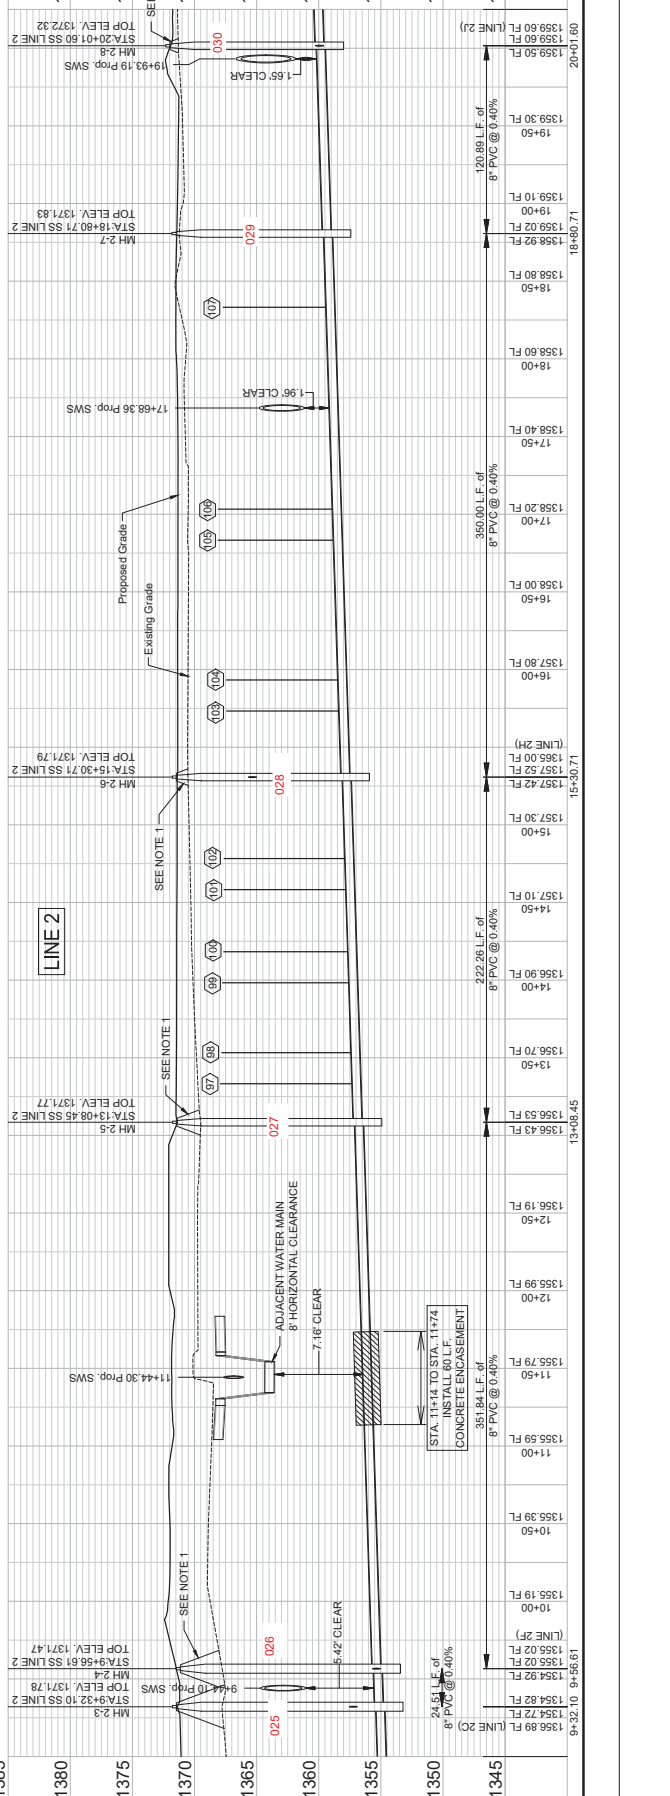 LINE 2
1385
1380
1375
1370
1365
1360
1355
1350
1345
MH 2-3
STA:9+32.10 SS LINE 2
TOP ELEV. 1371.78
MH 2-4
STA:9+56.61 SS LINE 2
TOP ELEV. 1371.47
MH 2-5
STA:13+08.45 SS LINE 2
TOP ELEV. 1371.77
MH 2-6
STA:15+30.71 SS LINE 2
TOP ELEV. 1371.79
MH 2-7
STA:18+80.71 SS LINE 2
TOP ELEV. 1371.83
MH 2-8
STA:20+01.60 SS LINE 2
TOP ELEV. 1372.32
SEE NOTE 1
SEE NOTE 1
SEE NOTE 1
SEE
Existing Grade
Proposed Grade
9+44.10 Prop. SWS
11+44.30 Prop. SWS
17+68.36 Prop. SWS
19+93.19 Prop. SWS
025
026
027
028
029
030
97
98
99
100
101
102
103
104
105
106
107
5.42' CLEAR
ADJACENT WATER MAIN
8' HORIZONTAL CLEARANCE
7.16' CLEAR
1.96' CLEAR
1.65' CLEAR
STA. 11+14 TO STA. 11+74
INSTALL 60 L.F.
CONCRETE ENCASEMENT
24.51 L.F. of
8" PVC @ 0.40%
351.84 L.F. of
8" PVC @ 0.40%
222.26 L.F. of
8" PVC @ 0.40%
350.00 L.F. of
8" PVC @ 0.40%
120.89 L.F. of
8" PVC @ 0.40%
1356.89 FL (LINE 2C)
1354.72 FL
1354.82 FL
9+32.10
1354.92 FL
1355.02 FL
1355.02 FL
(LINE 2F)
9+56.61
1355.19 FL
10+00
1355.39 FL
10+50
1355.59 FL
11+00
1355.79 FL
11+50
1355.99 FL
12+00
1356.19 FL
12+50
1356.43 FL
1356.53 FL
13+08.45
1356.70 FL
13+50
1356.90 FL
14+00
1357.10 FL
14+50
1357.30 FL
15+00
1357.42 FL
1357.52 FL
1365.00 FL
(LINE 2H)
15+30.71
1357.80 FL
16+00
1358.00 FL
16+50
1358.20 FL
17+00
1358.40 FL
17+50
1358.60 FL
18+00
1358.80 FL
18+50
1358.92 FL
1359.02 FL
18+80.71
1359.10 FL
19+00
1359.30 FL
19+50
1359.50 FL
1359.60 FL
1359.60 FL (LINE 2J)
20+01.60